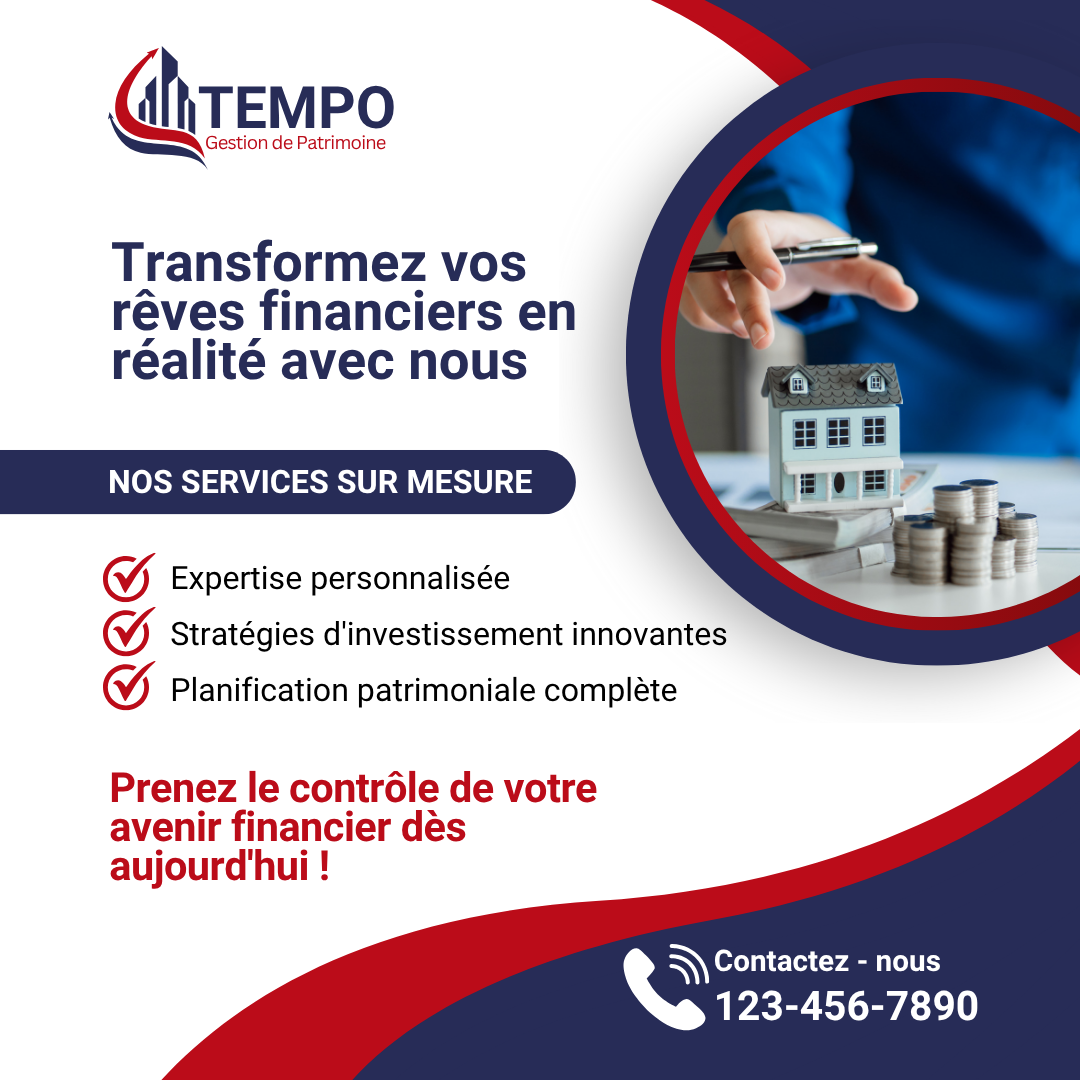 TEMPO
Gestion de Patrimoine
Transformez vos
rêves financiers en
réalité avec nous
NOS SERVICES SUR MESURE
Expertise personnalisée
Stratégies d'investissement innovantes
Planification patrimoniale complète
Prenez le contrôle de votre
avenir financier dès
aujourd'hui !
Contactez - nous
123-456-7890